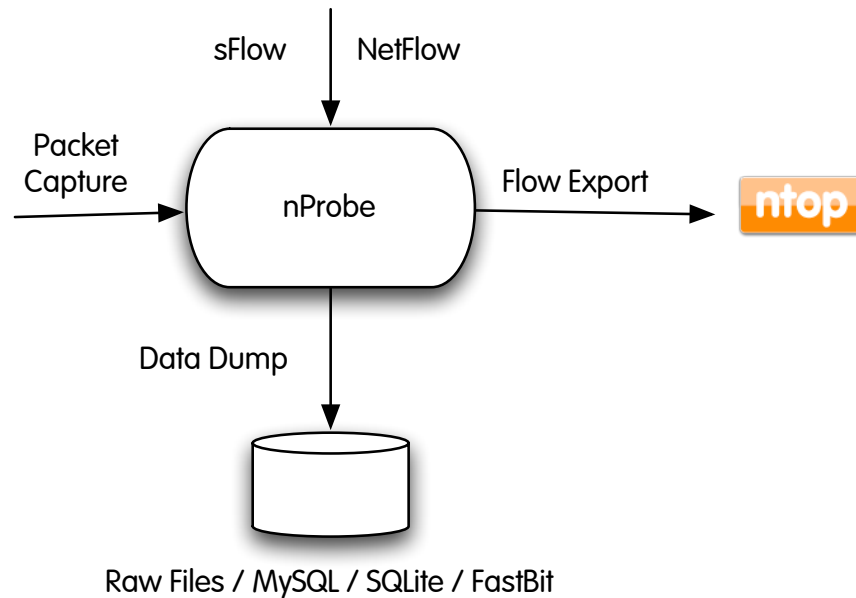 sFlow
NetFlow
Packet
Capture
nProbe
Flow Export
ntop
Data Dump
Raw Files / MySQL / SQLite / FastBit